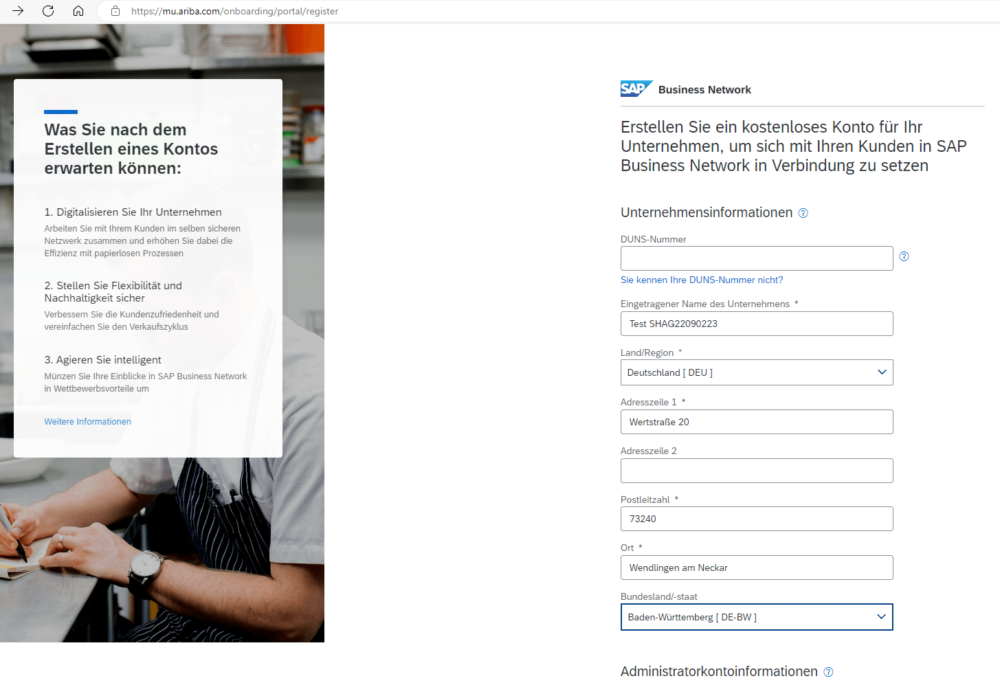 https://mu.ariba.com/onboarding/portal/register
Was Sie nach dem
Erstellen eines Kontos
erwarten können:
1. Digitalisieren Sie Ihr Unternehmen
Arbeiten Sie mit Ihrem Kunden im selben sicheren
Netzwerk zusammen und erhöhen Sie dabei die
Effizienz mit papierlosen Prozessen
2. Stellen Sie Flexibilität und
Nachhaltigkeit sicher
Verbessern Sie die Kundenzufriedenheit und
vereinfachen Sie den Verkaufszyklus
3. Agieren Sie intelligent
Münzen Sie Ihre Einblicke in SAP Business Network
in Wettbewerbsvorteile um
Weitere Informationen
SAP Business Network
Erstellen Sie ein kostenloses Konto für Ihr
Unternehmen, um sich mit Ihren Kunden in SAP
Business Network in Verbindung zu setzen
Unternehmensinformationen ?
DUNS-Nummer
?
Sie kennen Ihre DUNS-Nummer nicht?
Eingetragener Name des Unternehmens *
Test SHAG22090223
Land/Region *
Deutschland [ DEU ]
Adresszeile 1 *
Wertstraße 20
Adresszeile 2
Postleitzahl *
73240
Ort *
Wendlingen am Neckar
Bundesland/-staat
Baden-Württemberg [ DE-BW ]
Administratorkontoinformationen ?